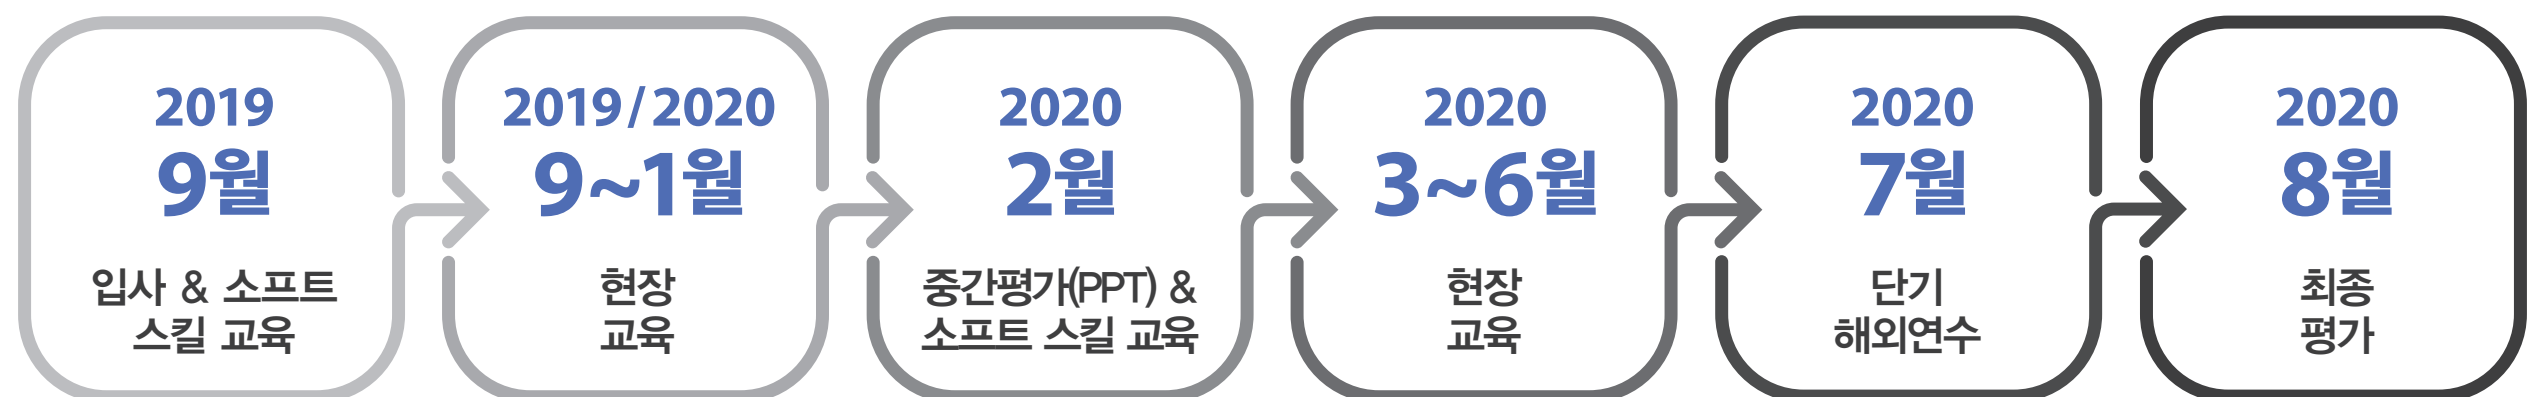 2019
9월
입사 & 소프트
스킬 교육
2019/2020
9~1월
현장
교육
2020
2월
중간평가(PPT) &
소프트 스킬 교육
2020
3~6월
현장
교육
2020
7월
단기
해외연수
2020
8월
최종
평가